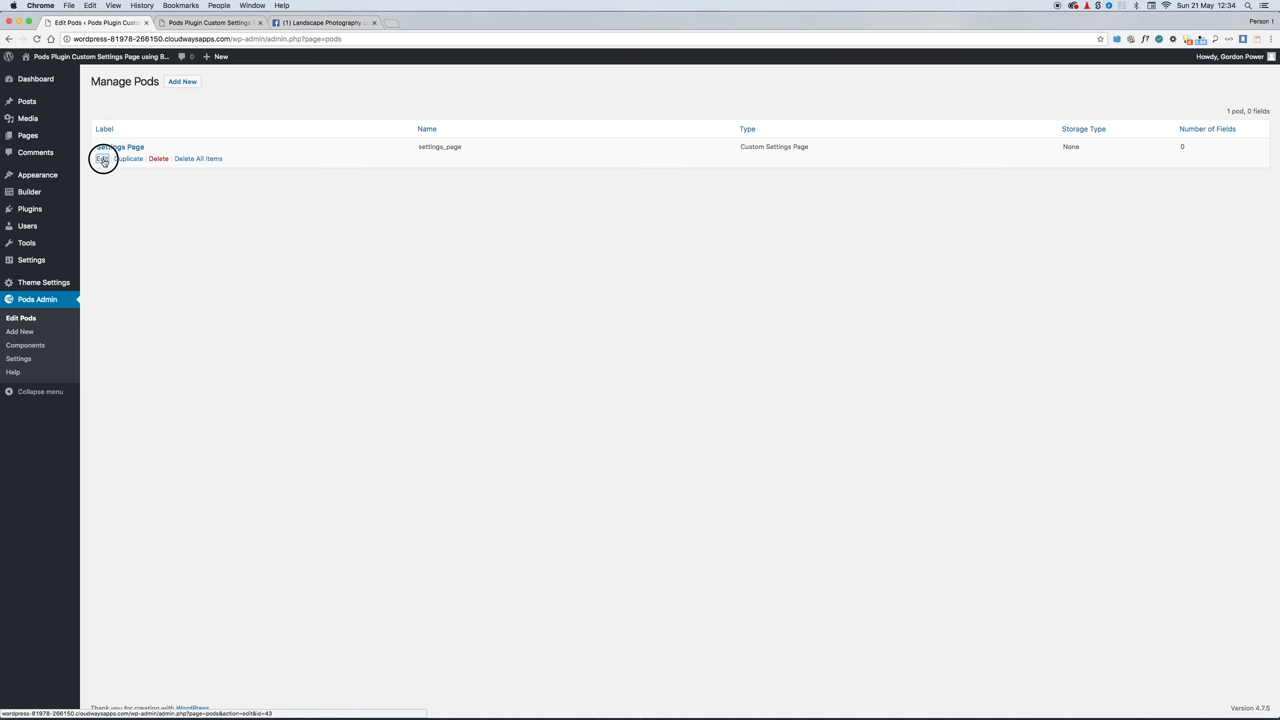 Chrome File Edit View History Bookmarks People Window Help Sun 21 May 12:34
Edit Pods ‹ Pods Plugin Custo Pods Plugin Custom Settings (1) Landscape Photography Person 1
wordpress-81978-266150.cloudwaysapps.com/wp-admin/admin.php?page=pods
Pods Plugin Custom Settings Page using B... 0 New Howdy, Gordon Power
Dashboard
Posts
Media
Pages
Comments
Appearance
Builder
Plugins
Users
Tools
Settings
Theme Settings
Pods Admin
Edit Pods
Add New
Components
Settings
Help
Collapse menu
Manage Pods Add New
1 pod, 0 fields
Label Name Type Storage Type Number of Fields
Settings Page settings_page Custom Settings Page None 0
Edit Duplicate | Delete | Delete All Items
Thank you for creating with WordPress. Version 4.7.5
wordpress-81978-266150.cloudwaysapps.com/wp-admin/admin.php?page=pods&action=edit&id=43